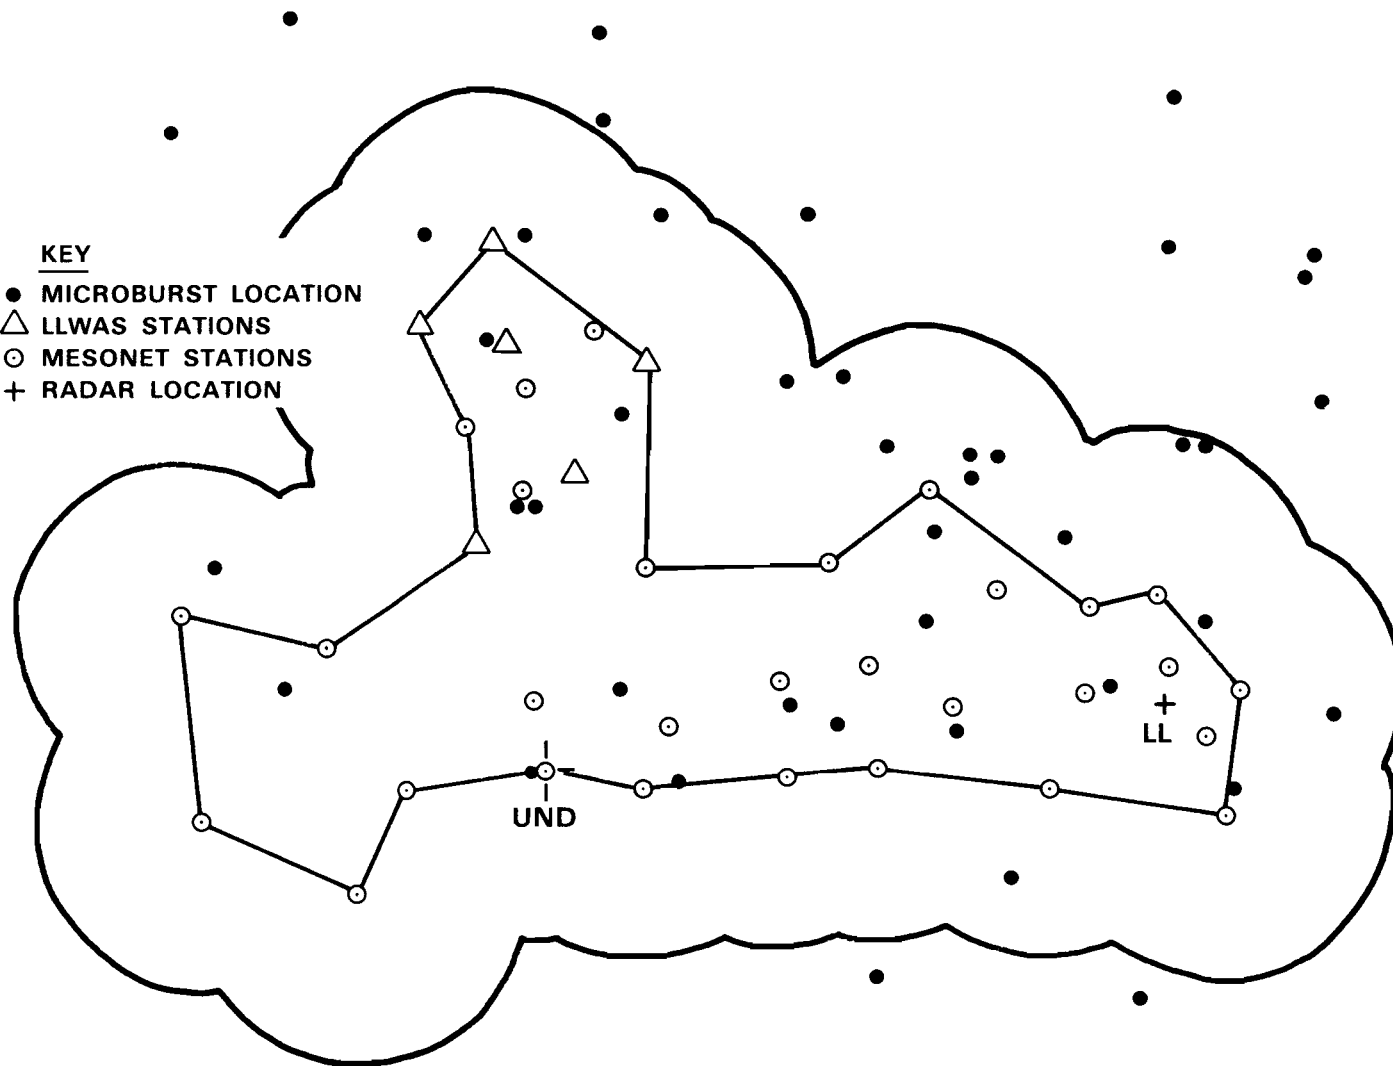 KEY
MICROBURST LOCATION
LLWAS STATIONS
MESONET STATIONS
RADAR LOCATION
LL
UND